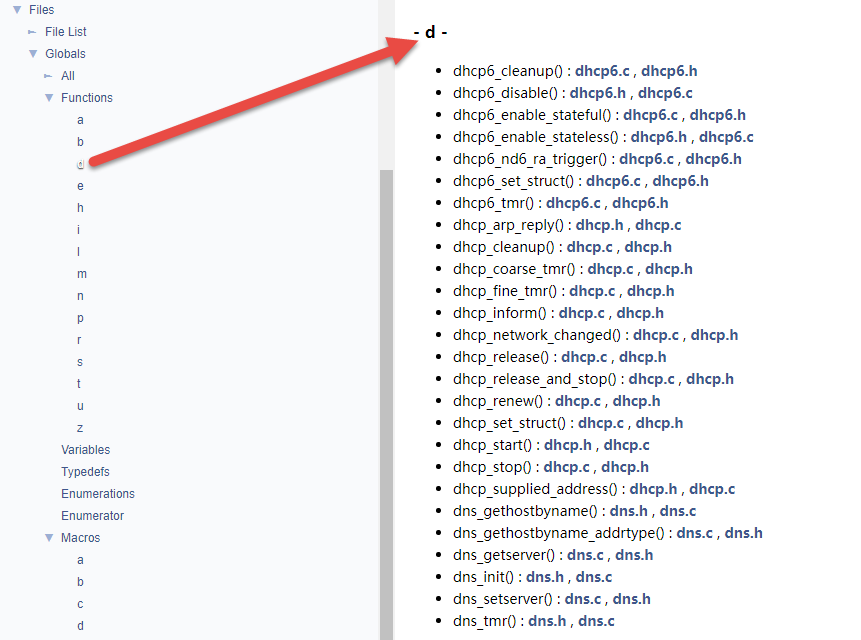 Files
File List
Globals
All
Functions
a
b
d
e
h
i
l
m
n
p
r
s
t
u
z
Variables
Typedefs
Enumerations
Enumerator
Macros
a
b
c
d
- d -
dhcp6_cleanup() : dhcp6.c , dhcp6.h
dhcp6_disable() : dhcp6.h , dhcp6.c
dhcp6_enable_stateful() : dhcp6.c , dhcp6.h
dhcp6_enable_stateless() : dhcp6.h , dhcp6.c
dhcp6_nd6_ra_trigger() : dhcp6.c , dhcp6.h
dhcp6_set_struct() : dhcp6.c , dhcp6.h
dhcp6_tmr() : dhcp6.c , dhcp6.h
dhcp_arp_reply() : dhcp.h , dhcp.c
dhcp_cleanup() : dhcp.c , dhcp.h
dhcp_coarse_tmr() : dhcp.c , dhcp.h
dhcp_fine_tmr() : dhcp.c , dhcp.h
dhcp_inform() : dhcp.c , dhcp.h
dhcp_network_changed() : dhcp.c , dhcp.h
dhcp_release() : dhcp.c , dhcp.h
dhcp_release_and_stop() : dhcp.c , dhcp.h
dhcp_renew() : dhcp.c , dhcp.h
dhcp_set_struct() : dhcp.c , dhcp.h
dhcp_start() : dhcp.h , dhcp.c
dhcp_stop() : dhcp.c , dhcp.h
dhcp_supplied_address() : dhcp.h , dhcp.c
dns_gethostbyname() : dns.h , dns.c
dns_gethostbyname_addrtype() : dns.c , dns.h
dns_getserver() : dns.c , dns.h
dns_init() : dns.h , dns.c
dns_setserver() : dns.c , dns.h
dns_tmr() : dns.h , dns.c